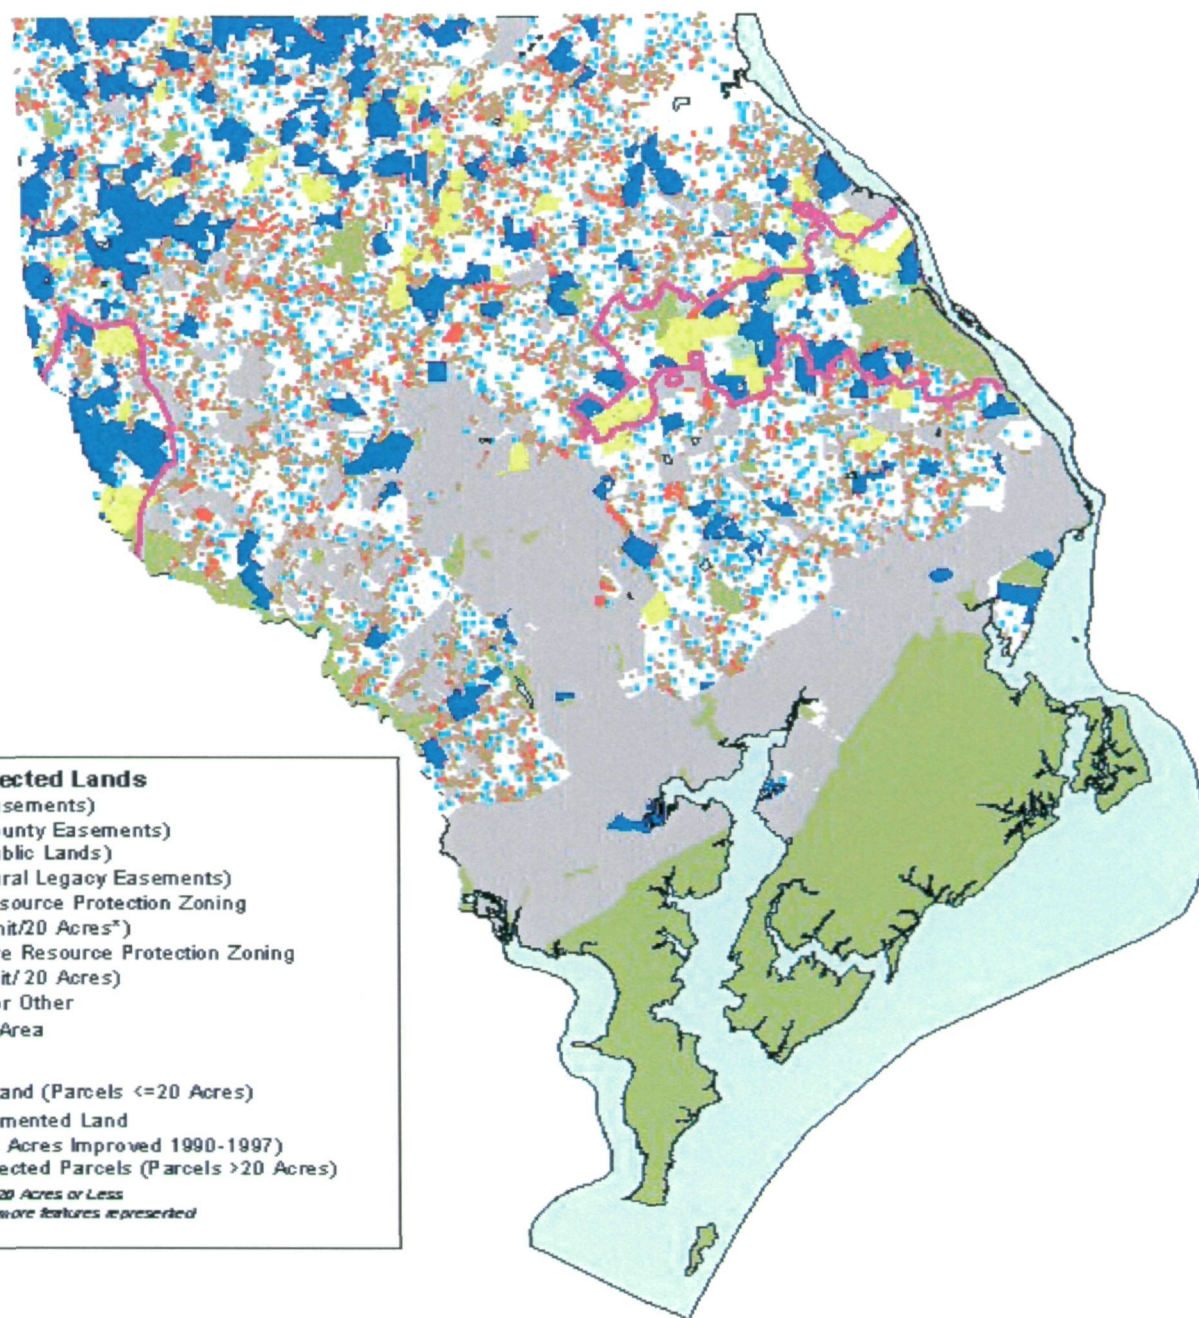 ected Lands
sements)
ounty Easements)
blic Lands)
ral Legacy Easements)
source Protection Zoning
nit/20 Acres*)
e Resource Protection Zoning
it/ 20 Acres)
or Other
Area
and (Parcels <=20 Acres)
mented Land
Acres Improved 1990-1997)
ected Parcels (Parcels >20 Acres)
20 Acres or Less
more features represented